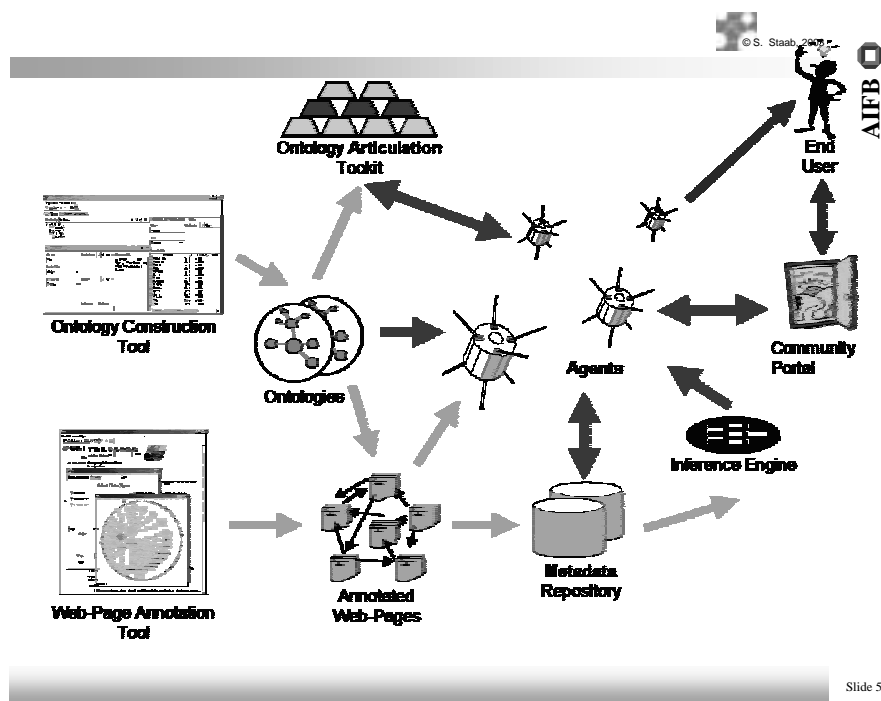 © S. Staab,
AIFB
Ontology Articulation
Toolkit
End
User
Ontology Construction
Tool
Ontologies
Agents
Community
Portal
Inference Engine
Web-Page Annotation
Tool
Annotated
Web-Pages
Metadata
Repository
Slide 5